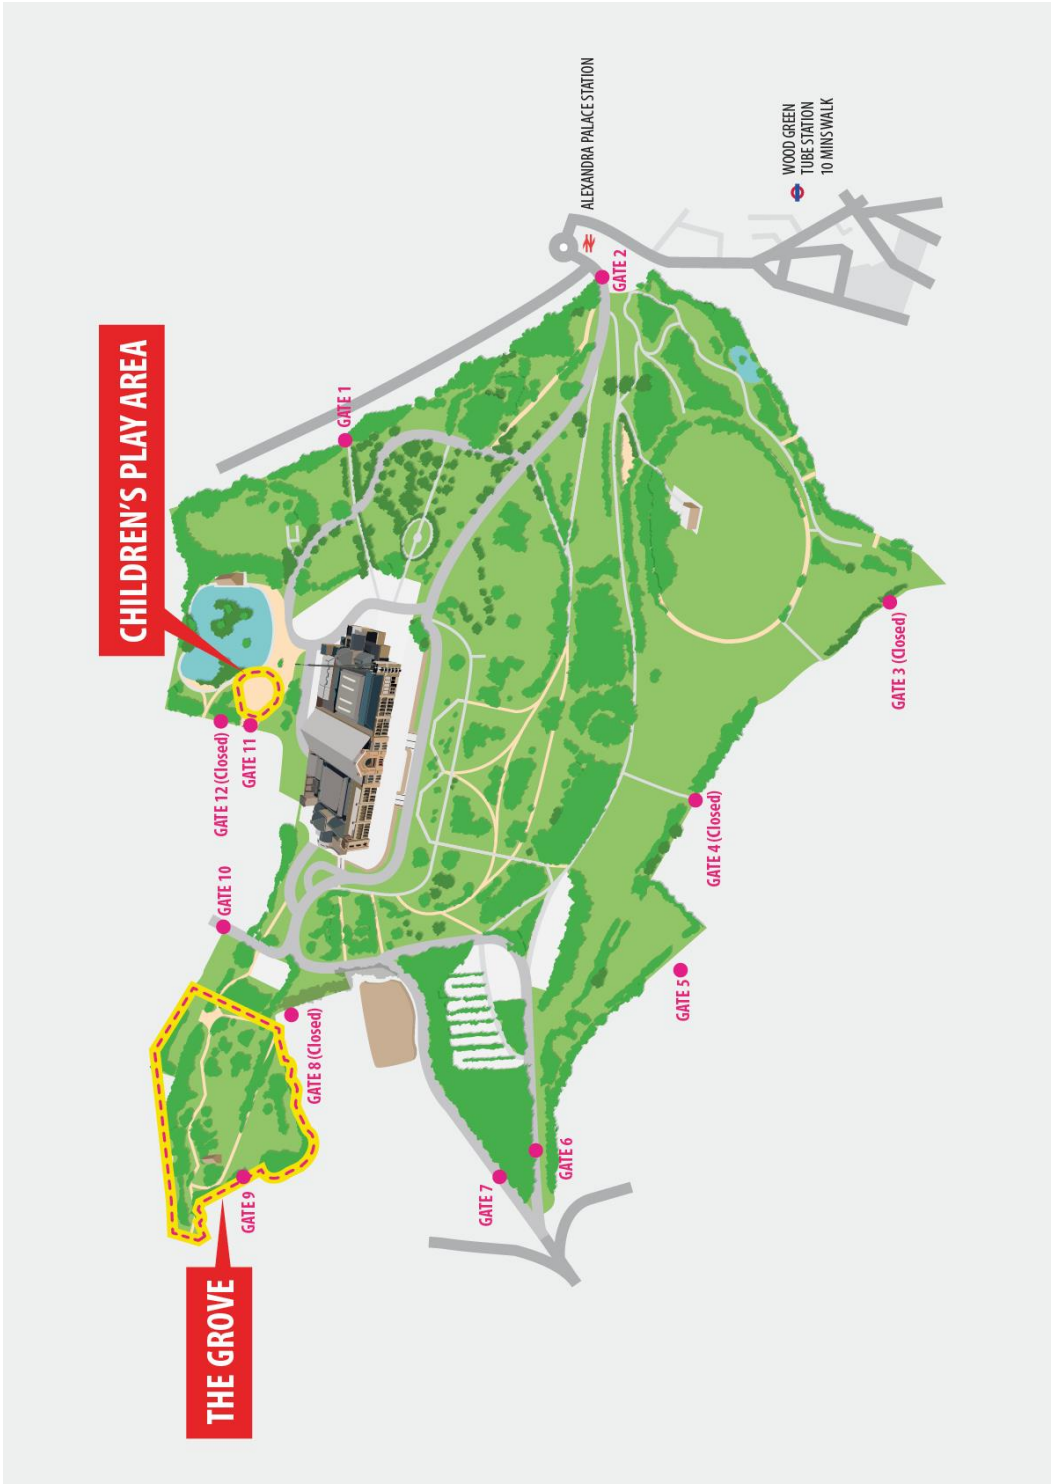 THE GROVE
CHILDREN'S PLAY AREA
GATE 9
GATE 8 (Closed)
GATE 10
GATE 12 (Closed)
GATE 11
GATE 1
GATE 7
GATE 6
GATE 5
GATE 4 (Closed)
GATE 3 (Closed)
GATE 2
ALEXANDRA PALACE STATION
WOOD GREEN
TUBE STATION
10 MINS WALK